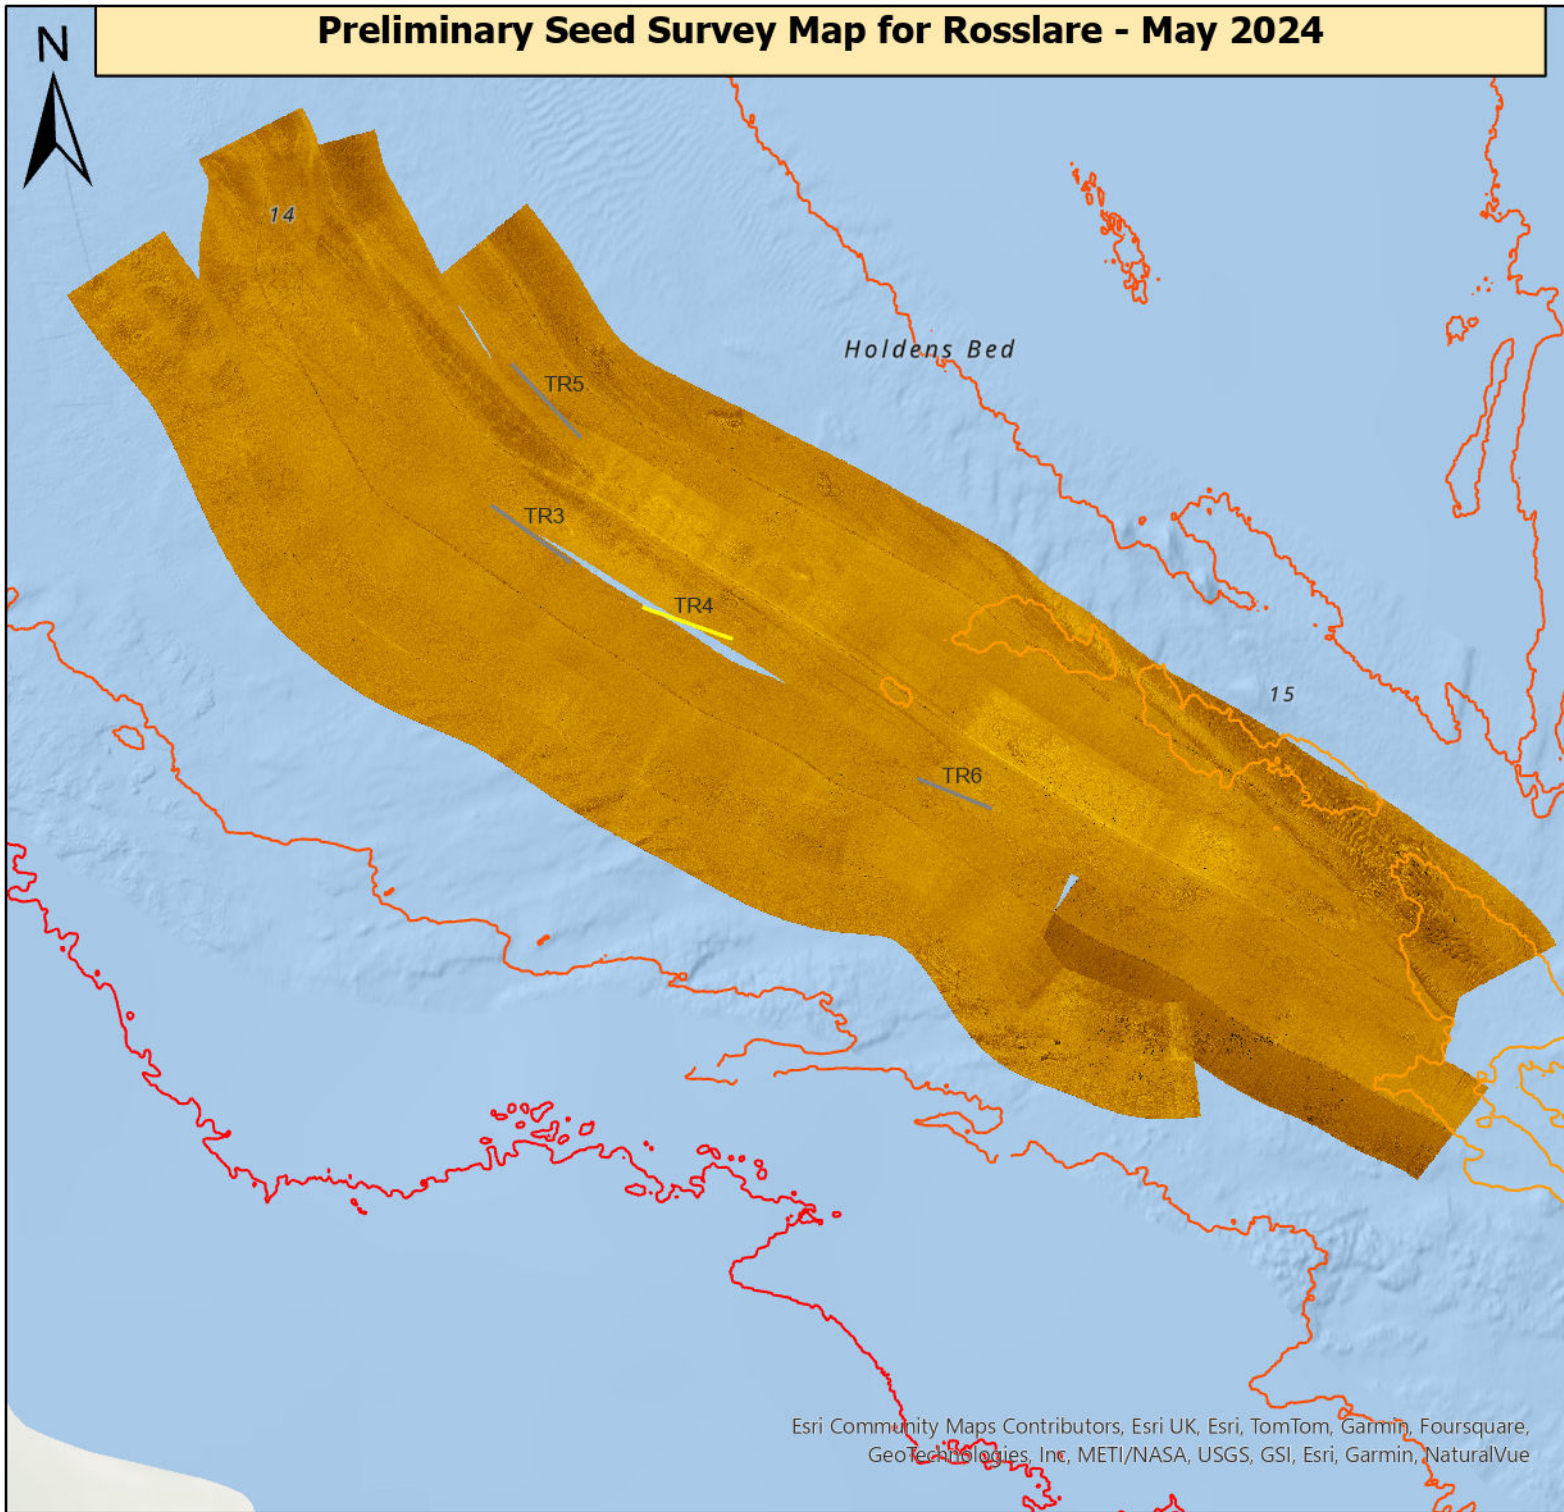 Preliminary Seed Survey Map for Rosslare - May 2024
N
14
Holdens Bed
TR5
TR3
TR4
15
TR6
Esri Community Maps Contributors, Esri UK, Esri, TomTom, Garmin, Foursquare,
GeoTechnologies, Inc, METI/NASA, USGS, GSI, Esri, Garmin, NaturalVue